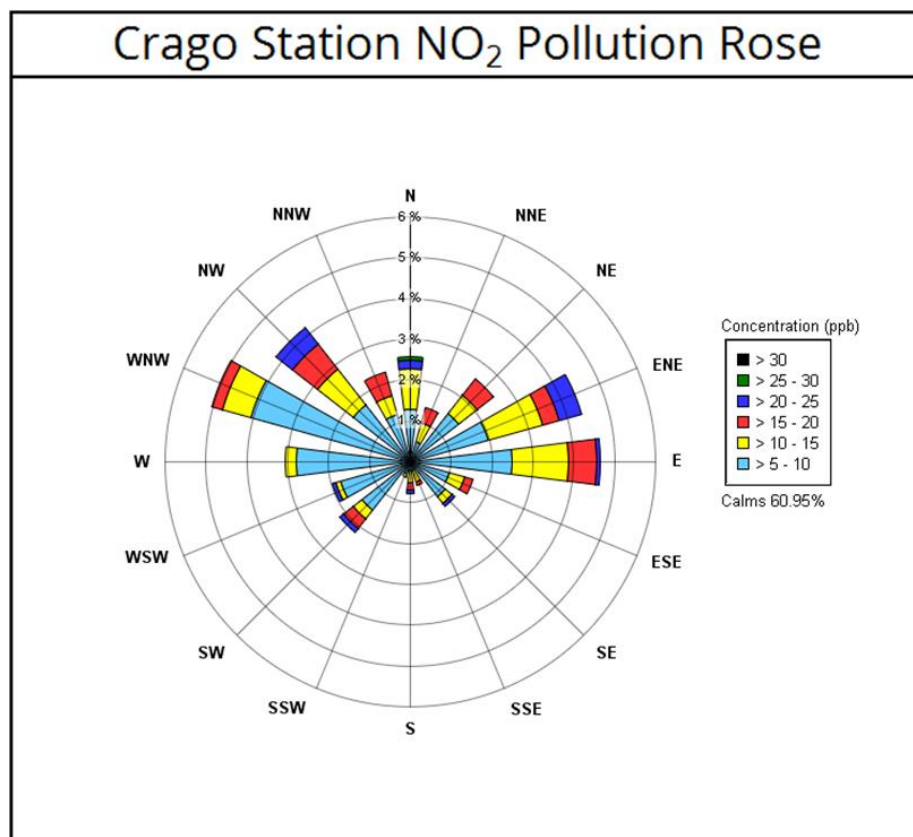 Crago Station NO₂ Pollution Rose
N
NNW
NNE
6 %
5 %
4 %
3 %
2 %
1 %
NW
NE
WNW
ENE
W
E
WSW
ESE
SW
SE
SSW
SSE
S
Concentration (ppb)
> 30
> 25 - 30
> 20 - 25
> 15 - 20
> 10 - 15
> 5 - 10
Calms 60.95%